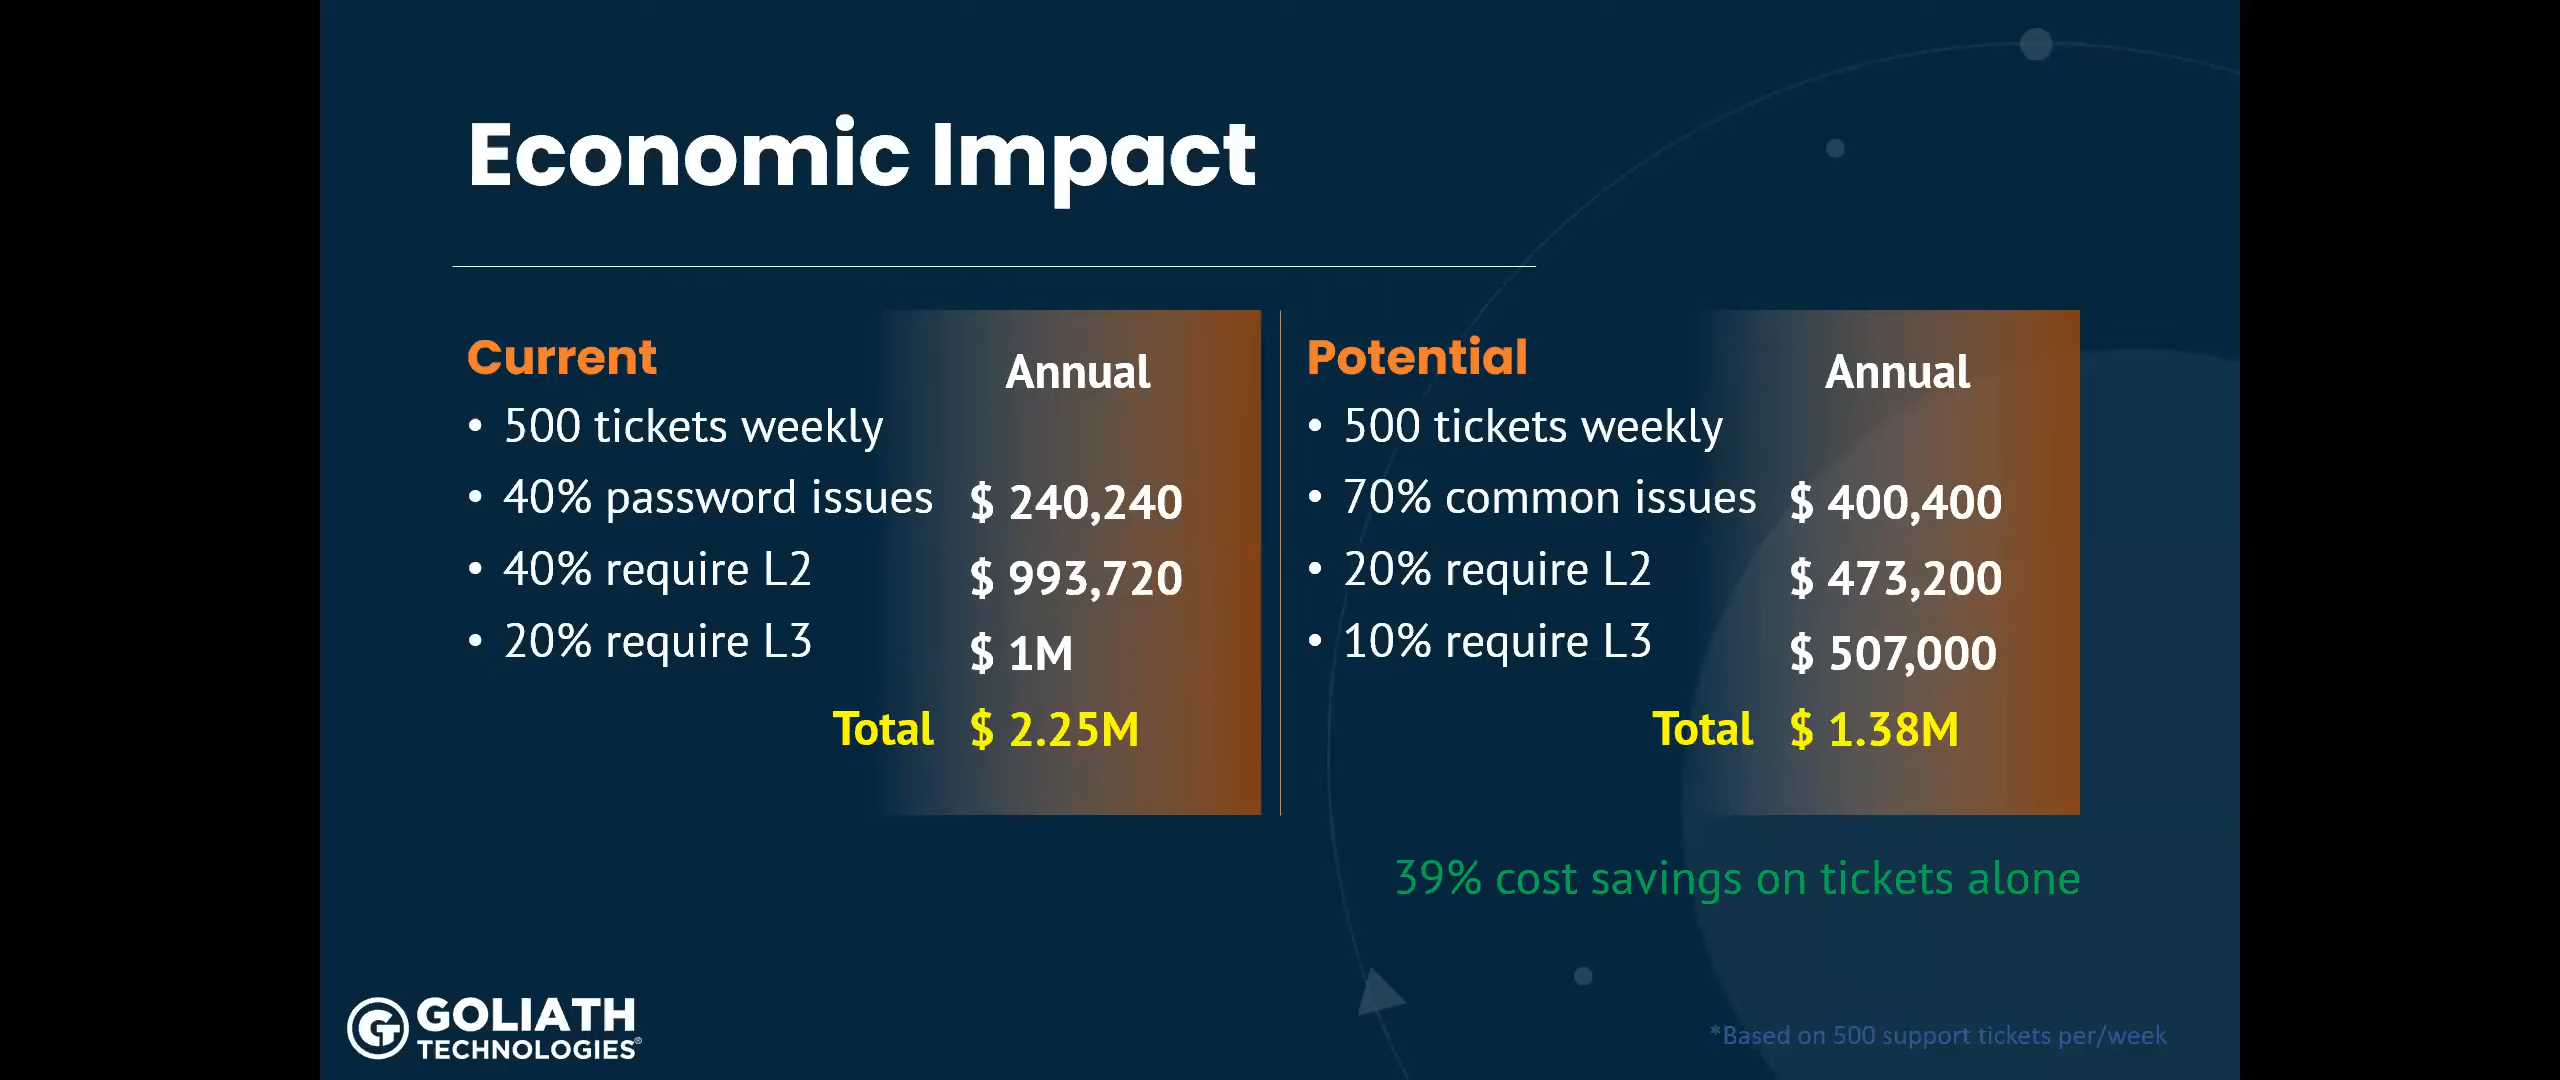 Economic Impact
Current
Annual
• 500 tickets weekly
• 40% password issues $ 240,240
• 40% require L2 $ 993,720
• 20% require L3 $ 1M
Total $ 2.25M
Potential
Annual
• 500 tickets weekly
• 70% common issues $ 400,400
• 20% require L2 $ 473,200
• 10% require L3 $ 507,000
Total $ 1.38M
39% cost savings on tickets alone
GOLIATH
TECHNOLOGIES®
*Based on 500 support tickets per/week